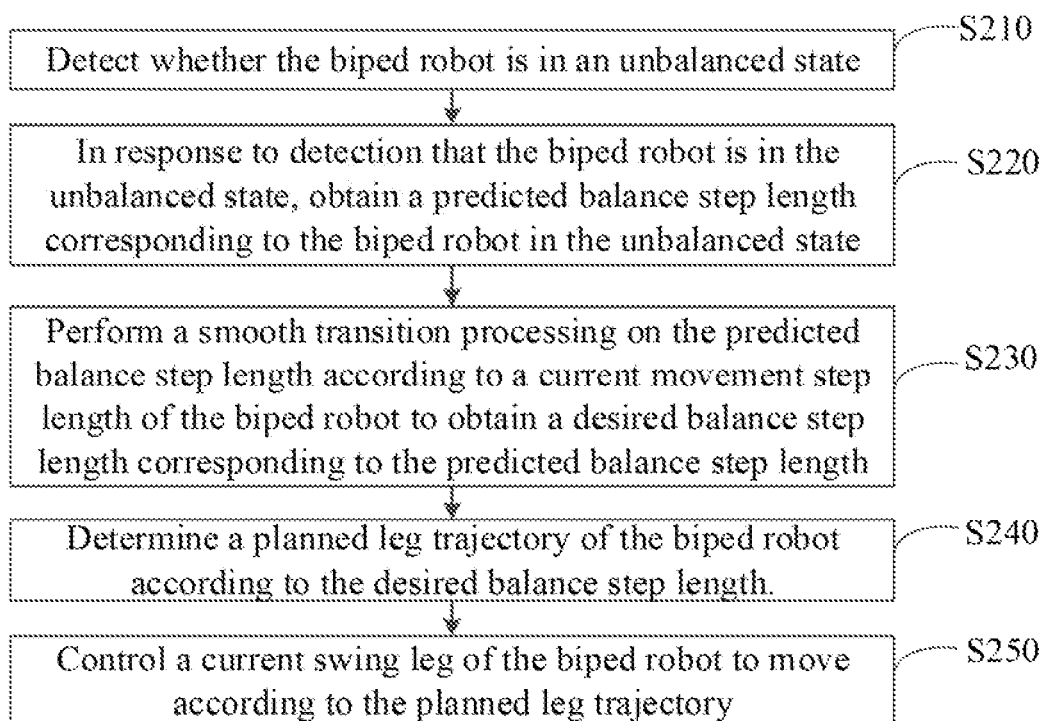 S210
Detect whether the biped robot is in an unbalanced state
In response to detection that the biped robot is in the
S220
unbalanced state, obtain a predicted balance step length
corresponding to the biped robot in the unbalanced state
Perform a smooth transition processing on the predicted
balance step length according to a current movement step
S230
length of the biped robot to obtain a desired balance step
length corresponding to the predicted balance step length
Determine a planned leg trajectory of the biped robot
S240
according to the desired balance step length.
Control a current swing leg of the biped robot to move
S250
according to the planned leg trajectory